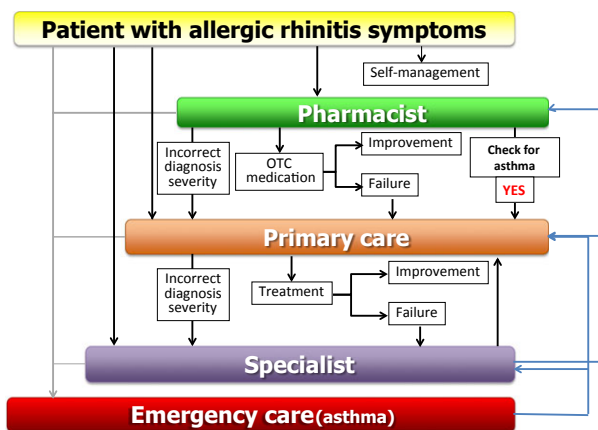 Patient with allergic rhinitis symptoms
Self-management
Pharmacist
Incorrect
diagnosis
severity
OTC
medication
Improvement
Failure
Check for
asthma
YES
Primary care
Incorrect
diagnosis
severity
Treatment
Improvement
Failure
Specialist
Emergency care(asthma)